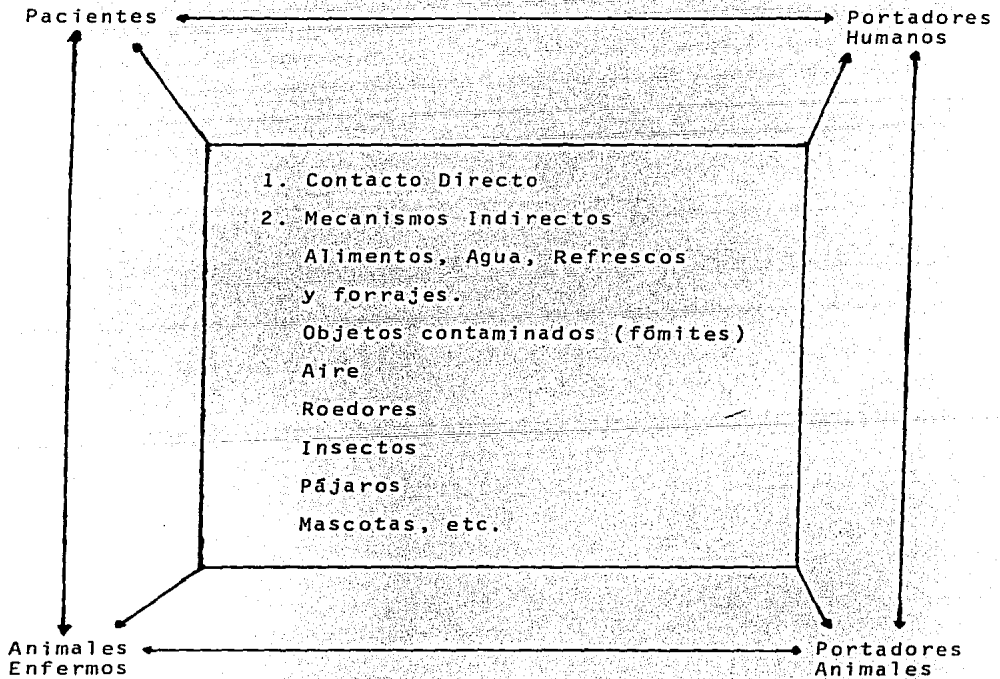 Pacientes
Portadores
Humanos
1. Contacto Directo
2. Mecanismos Indirectos
Alimentos, Agua, Refrescos
y forrajes.
Objetos contaminados (fómites)
Aire
Roedores
Insectos
Pájaros
Mascotas, etc.
Animales
Enfermos
Portadores
Animales